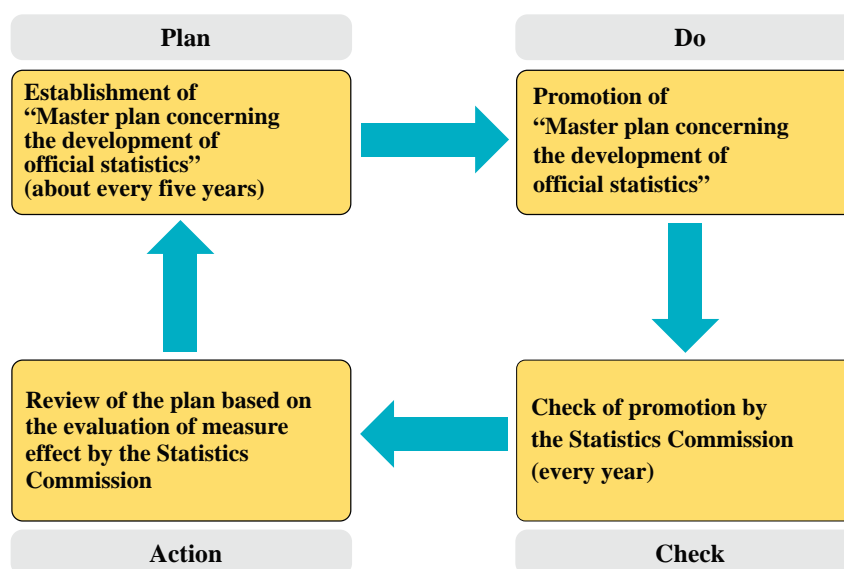 Plan
Establishment of
“Master plan concerning
the development of
official statistics”
(about every five years)
Do
Promotion of
“Master plan concerning
the development of
official statistics”
Review of the plan based on
the evaluation of measure
effect by the Statistics
Commission
Action
Check of promotion by
the Statistics Commission
(every year)
Check